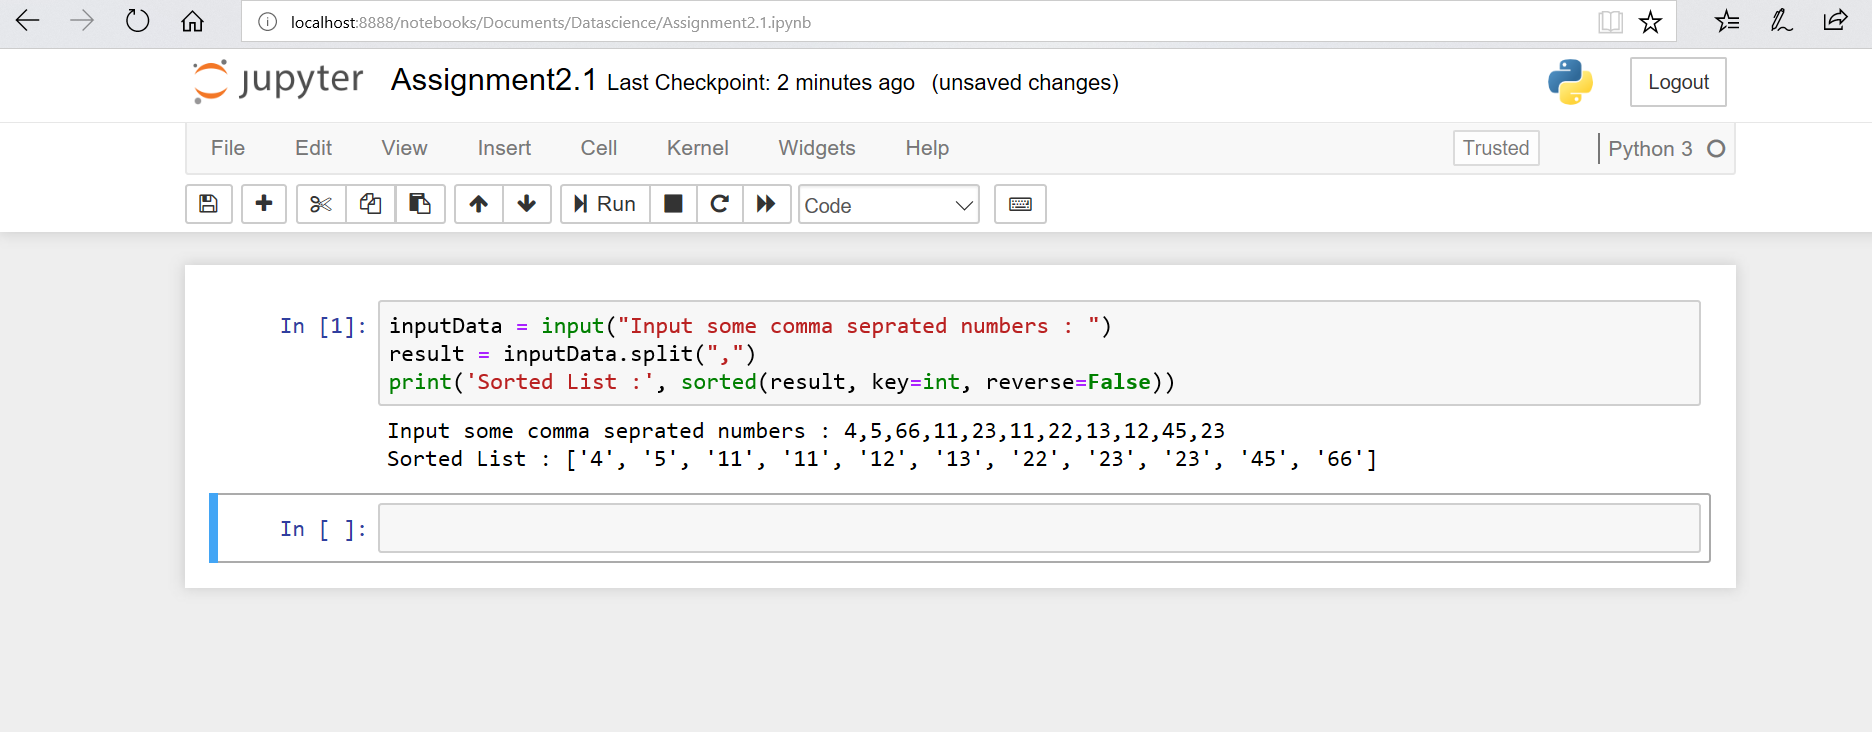 localhost:8888/notebooks/Documents/Datascience/Assignment2.1.ipynb
jupyter Assignment2.1 Last Checkpoint: 2 minutes ago (unsaved changes) Logout
File Edit View Insert Cell Kernel Widgets Help Trusted Python 3
Run Code
In [1]: inputData = input("Input some comma seprated numbers : ")
result = inputData.split(",")
print('Sorted List :', sorted(result, key=int, reverse=False))
Input some comma seprated numbers : 4,5,66,11,23,11,22,13,12,45,23
Sorted List : ['4', '5', '11', '11', '12', '13', '22', '23', '23', '45', '66']
In [ ]: